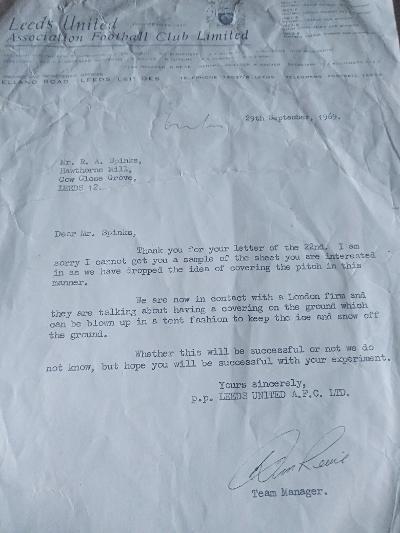 Leeds United
Association Football Club Limited
ELLAND ROAD LEEDS LS11 0ES
29th September, 1969.
Mr. R. A. Spinks,
Hawthorne Mill,
Cow Close Grove,
LEEDS 12.
Dear Mr. Spinks,
Thank you for your letter of the 22nd. I am
sorry I cannot get you a sample of the sheet you are interested
in as we have dropped the idea of covering the pitch in this
manner.
We are now in contact with a London firm and
they are talking about having a covering on the ground which
can be blown up in a tent fashion to keep the ice and snow off
the ground.
Whether this will be successful or not we do
not know, but hope you will be successful with your experiment.
Yours sincerely,
p.p. LEEDS UNITED A.F.C. LTD.
Don Revie
Team Manager.